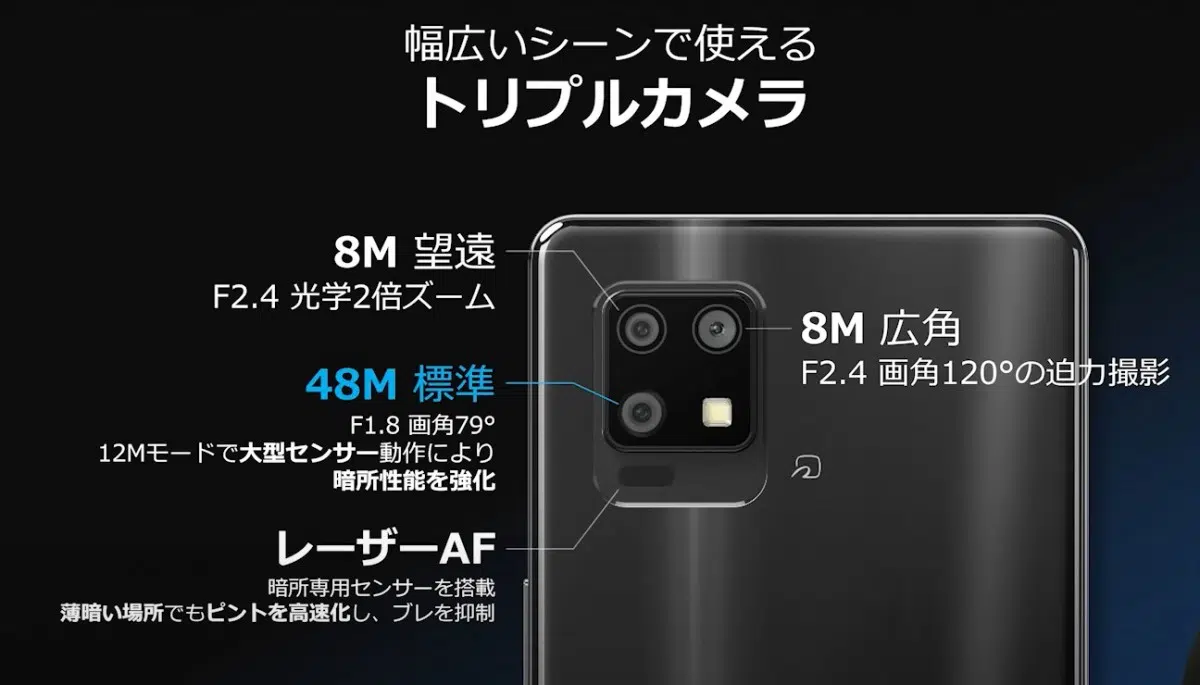 幅広いシーンで使える
トリプルカメラ
8M 望遠
F2.4 光学2倍ズーム
8M 広角
F2.4 画角120°の迫力撮影
48M 標準
F1.8 画角79°
12Mモードで大型センサー動作により
暗所性能を強化
レーザーAF
暗所専用センサーを搭載
薄暗い場所でもピントを高速化し、ブレを抑制